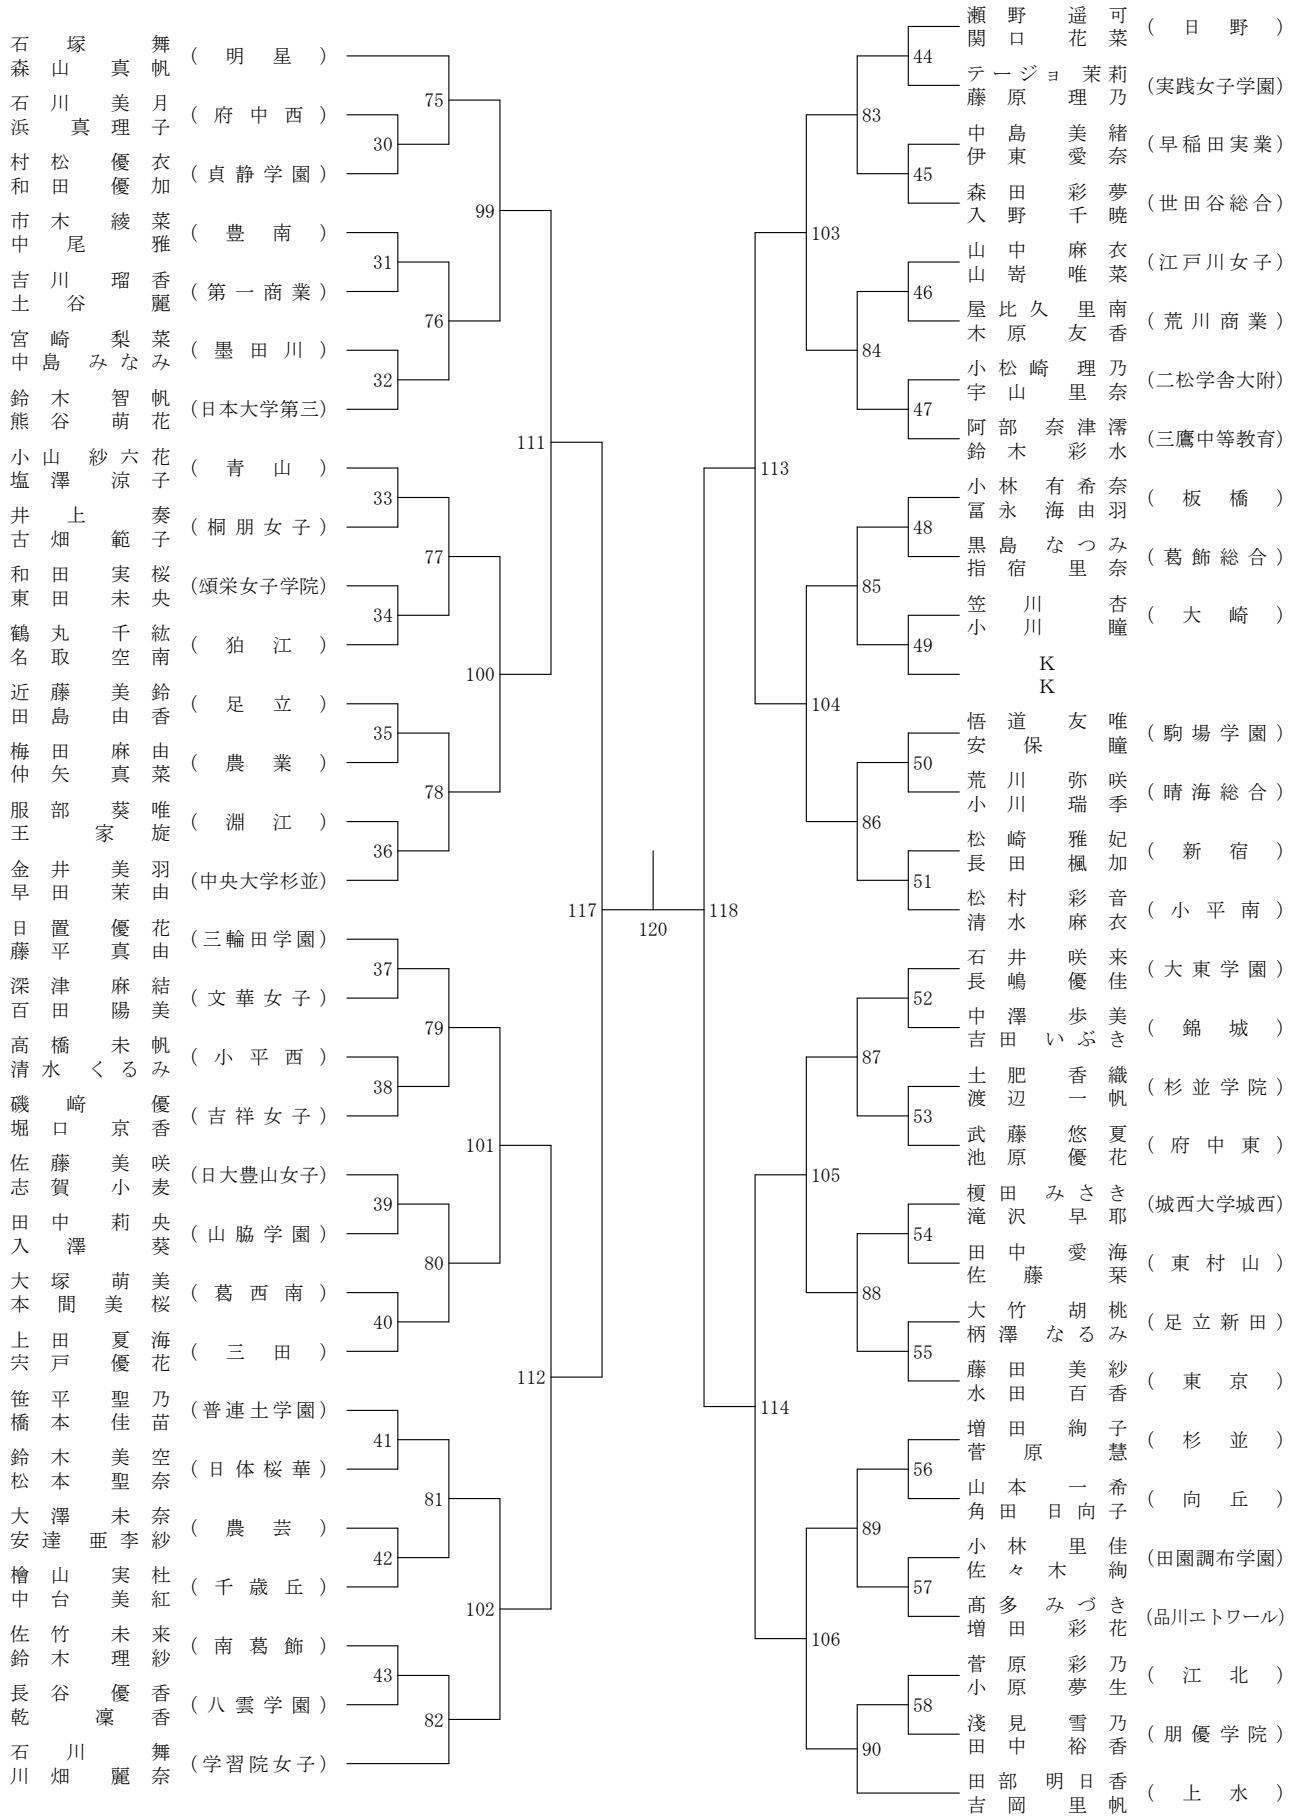 石塚 舞
森山 真帆
(明星)
石川 美月
浜 真理子
(府中西)
村松 優衣
和田 優加
(貞静学園)
市木 綾菜
中尾 雅
(豊南)
吉川 瑠香
土谷 麗
(第一商業)
宮崎 梨菜
中島 みなみ
(墨田川)
鈴木 智帆
熊谷 萌花
(日本大学第三)
小山 紗六花
塩澤 涼子
(青山)
井上 奏
古畑 範子
(桐朋女子)
和田 実桜
東田 未央
(頌栄女子学院)
鶴丸 千紘
名取 空南
(狛江)
近藤 美鈴
田島 由香
(足立)
梅田 麻由
仲矢 真菜
(農業)
服部 葵唯
王 家旋
(淵江)
金井 美羽
早田 茉由
(中央大学杉並)
日置 優花
藤平 真由
(三輪田学園)
深津 麻結
百田 陽美
(文華女子)
高橋 未帆
清水 くるみ
(小平西)
磯崎 優
堀口 京香
(吉祥女子)
佐藤 美咲
志賀 小麦
(日大豊山女子)
田中 莉央
入澤 葵
(山脇学園)
大塚 萌美
本間 美桜
(葛西南)
上田 夏海
宍戸 優花
(三田)
笹平 聖乃
橋本 佳苗
(普連土学園)
鈴木 美空
松本 聖奈
(日体桜華)
大澤 未奈
安達 亜李紗
(農芸)
檜山 実杜
中台 美紅
(千歳丘)
佐竹 未来
鈴木 理紗
(南葛飾)
長谷 優香
乾 凜香
(八雲学園)
石川 舞
川畑 麗奈
(学習院女子)
75
30
99
31
76
32
111
33
77
34
100
35
78
36
117
37
79
38
101
39
80
40
112
41
81
42
102
43
82
120
118
瀬野 遥可
関口 花菜
(日野)
テージョ 茉莉
藤原 理乃
(実践女子学園)
中島 美緒
伊東 愛奈
(早稲田実業)
森田 彩夢
入野 千暁
(世田谷総合)
山中 麻衣
山嵜 唯菜
(江戸川女子)
屋比久 里南
木原 友香
(荒川商業)
小松崎 理乃
宇山 里奈
(二松学舎大附)
阿部 奈津澪
鈴木 彩水
(三鷹中等教育)
小林 有希奈
冨永 海由羽
(板橋)
黒島 なつみ
指宿 里奈
(葛飾総合)
笠川 杏
小川 瞳
(大崎)
K
K
悟道 友唯
安保 瞳
(駒場学園)
荒川 弥咲
小川 瑞季
(晴海総合)
松崎 雅妃
長田 楓加
(新宿)
松村 彩音
清水 麻衣
(小平南)
石井 咲来
長嶋 優佳
(大東学園)
中澤 歩美
吉田 いぶき
(錦城)
土肥 香織
渡辺 一帆
(杉並学院)
武藤 悠夏
池原 優花
(府中東)
榎田 みさき
滝沢 早耶
(城西大学城西)
田中 愛海
佐藤 栞
(東村山)
大竹 胡桃
柄澤 なるみ
(足立新田)
藤田 美紗
水田 百香
(東京)
増田 絢子
菅原 慧
(杉並)
山本 一希
角田 日向子
(向丘)
小林 里佳
佐々木 絢
(田園調布学園)
髙多 みづき
増田 彩花
(品川エトワール)
菅原 彩乃
小原 夢生
(江北)
淺見 雪乃
田中 裕香
(朋優学院)
田部 明日香
吉岡 里帆
(上水)
44
83
45
103
46
84
47
113
48
85
49
104
50
86
51
52
87
53
105
54
88
55
114
56
89
57
106
58
90